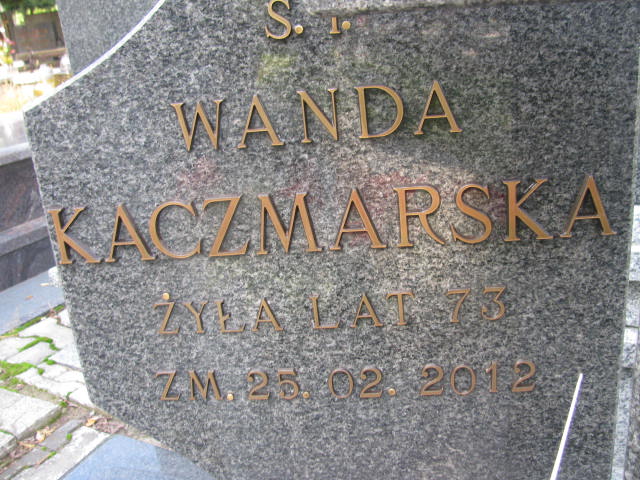 Ś. P.
WANDA
KACZMARSKA
ŻYŁA LAT 73
ZM. 25. 02. 2012